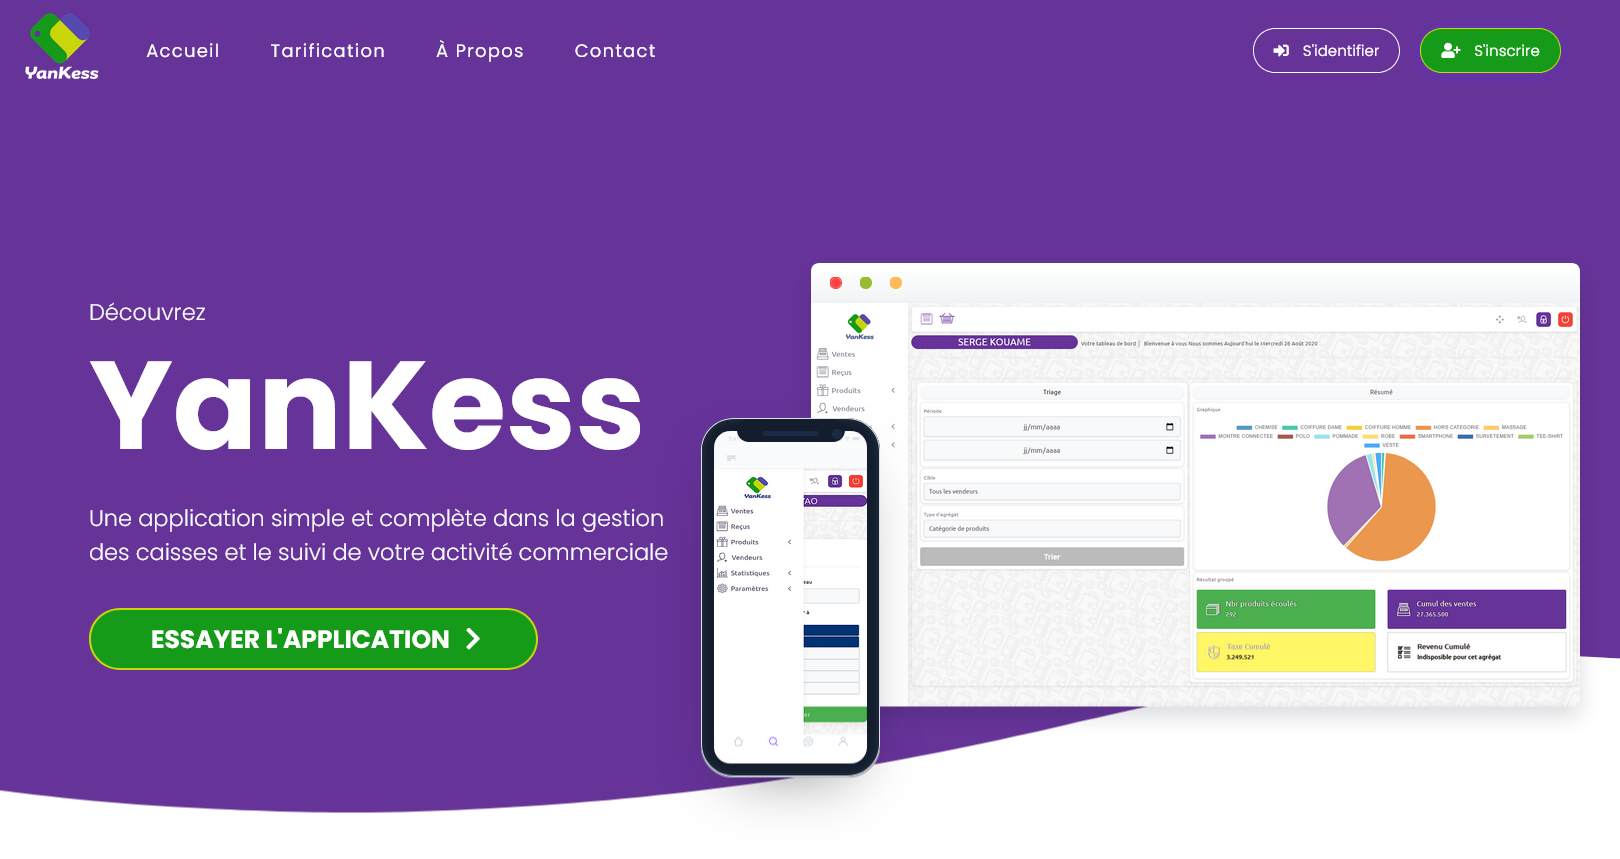 YanKess
Accueil
Tarification
À Propos
Contact
S'identifier
S'inscrire
Découvrez
YanKess
Une application simple et complète dans la gestion
des caisses et le suivi de votre activité commerciale
ESSAYER L'APPLICATION
YanKess
Ventes
Reçus
Produits
Vendeurs
SERGE KOUAME
Votre tableau de bord | Bienvenue à vous Nous sommes Aujourd'hui le Mercredi 26 Août 2020
Triage
Période
jj/mm/aaaa
jj/mm/aaaa
Cible
Tous les vendeurs
Type d'agrégat
Catégorie de produits
Trier
Résumé
Graphique
CHEMISE COIFFURE DAME COIFFURE HOMME HORS CATEGORIE MASSAGE
MONTRE CONNECTEE POLO POMMADE ROBE SMARTPHONE SURVETEMENT TEE-SHIRT
VESTE
Résultat groupé
Nbr produits écoulés
292
Cumul des ventes
27.365.500
Taxe Cumulé
3.249.521
Revenu Cumulé
Indisponible pour cet agrégat
YanKess
Ventes
Reçus
Produits
Vendeurs
Statistiques
Paramètres